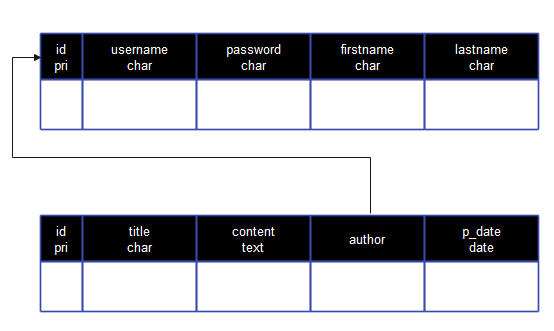 id username password firstname lastname
pri char char char char
id title content author p_date
pri char text date